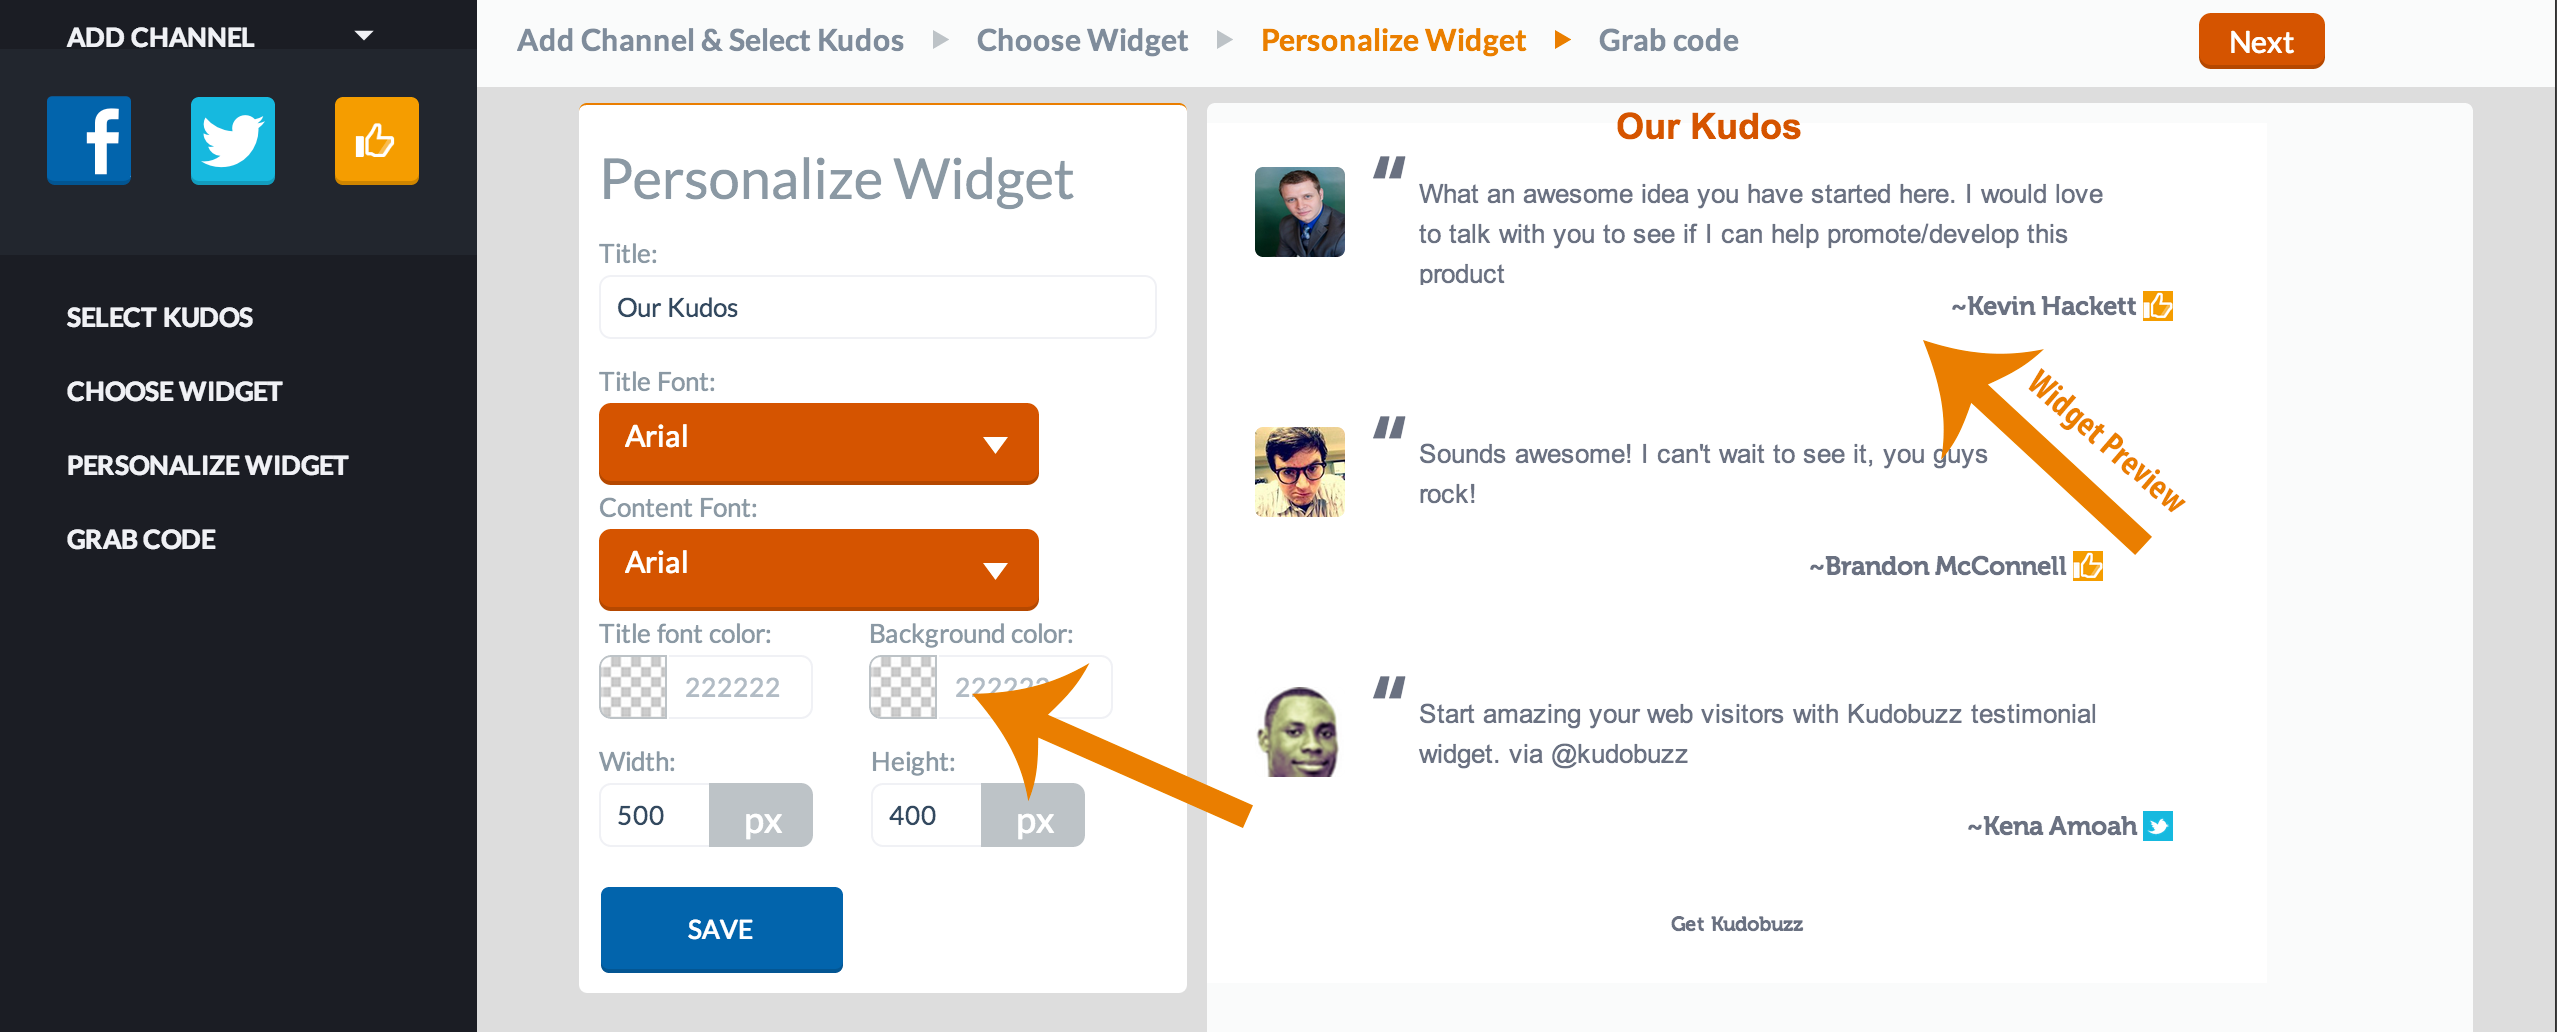 ADD CHANNEL
SELECT KUDOS
CHOOSE WIDGET
PERSONALIZE WIDGET
GRAB CODE
Add Channel & Select Kudos
Choose Widget
Personalize Widget
Grab code
Next
Personalize Widget
Title:
Our Kudos
Title Font:
Arial
Content Font:
Arial
Title font color:
Background color:
222222
222222
Width:
Height:
500
px
400
px
SAVE
Our Kudos
What an awesome idea you have started here. I would love
to talk with you to see if I can help promote/develop this
product
~Kevin Hackett
Widget Preview
Sounds awesome! I can't wait to see it, you guys
rock!
~Brandon McConnell
Start amazing your web visitors with Kudobuzz testimonial
widget. via @kudobuzz
~Kena Amoah
Get Kudobuzz